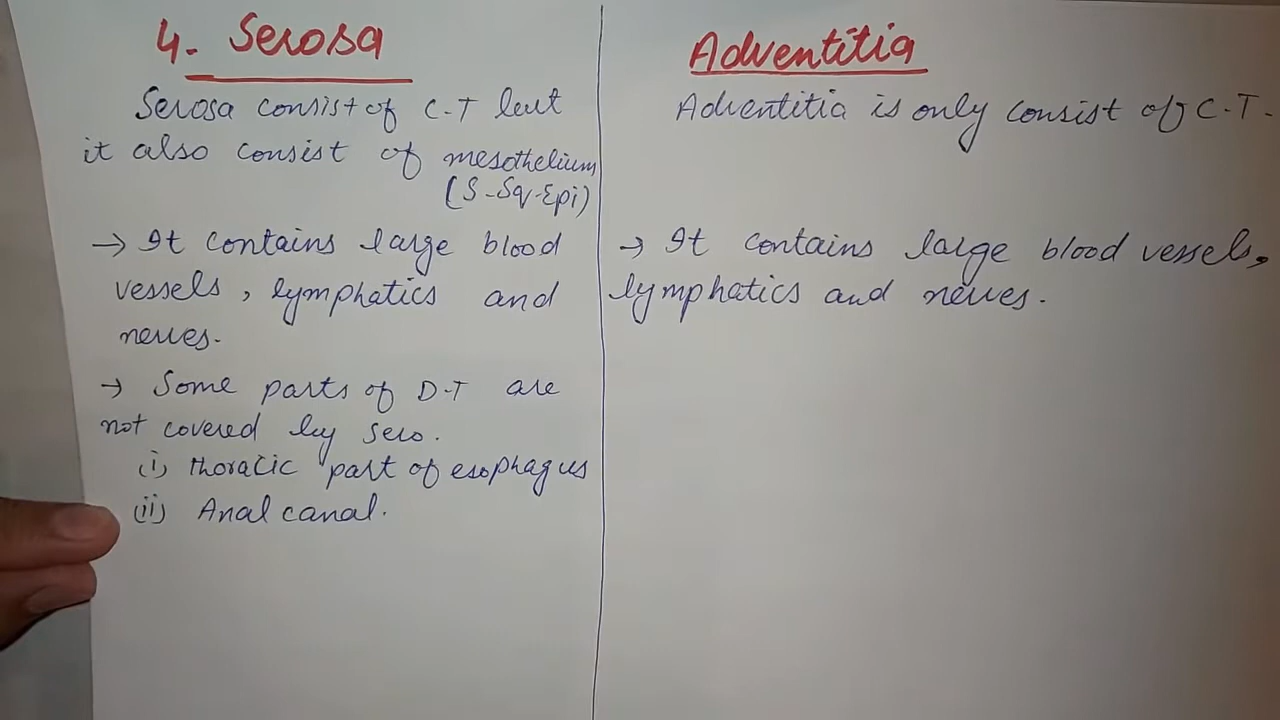 4. Serosa
Serosa consist of C.T but
it also consist of mesothelium
(S-Sq-Epi)
→ It contains large blood
vessels, lymphatics and
nerves.
→ Some parts of D.T are
not covered by sero.
(i) thoracic part of esophagus
(ii) Anal canal.
Adventitia
Adventitia is only consist of C.T.
→ It contains large blood vessels,
lymphatics and nerves.